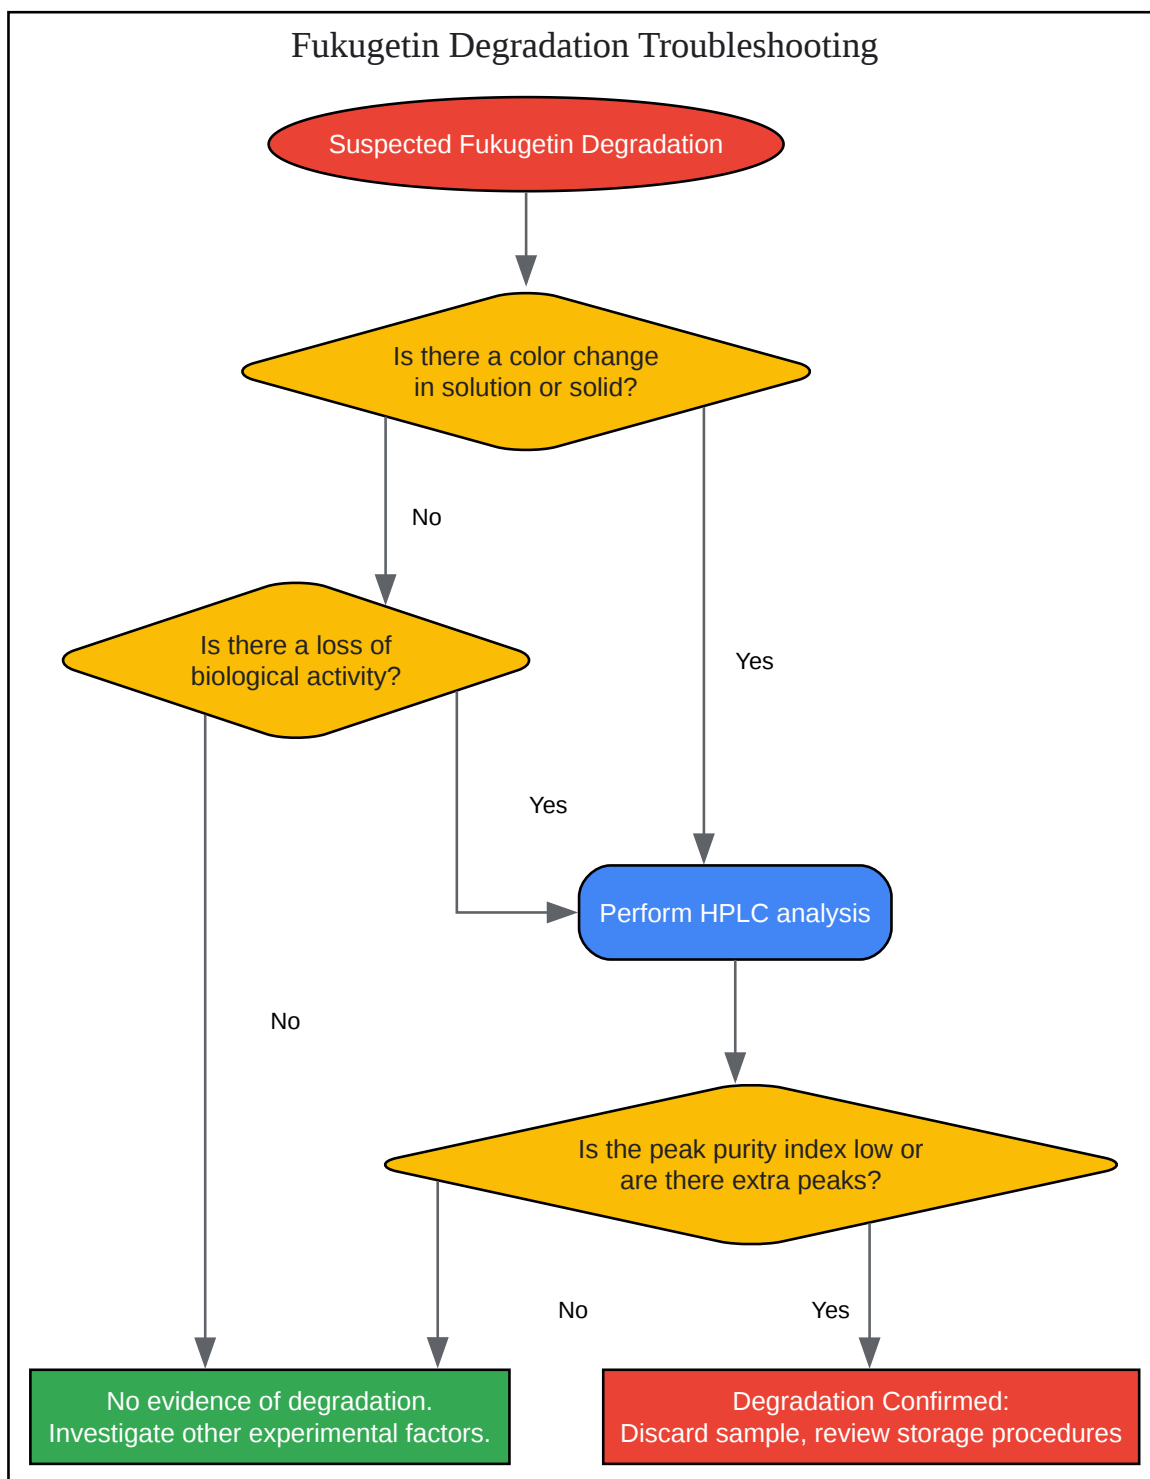 Fukugetin Degradation Troubleshooting
Suspected Fukugetin Degradation
Is there a color change
in solution or solid?
No
Is there a loss of
biological activity?
Yes
Yes
Perform HPLC analysis
No
Is the peak purity index low or
are there extra peaks?
No
Yes
No evidence of degradation.
Investigate other experimental factors.
Degradation Confirmed:
Discard sample, review storage procedures